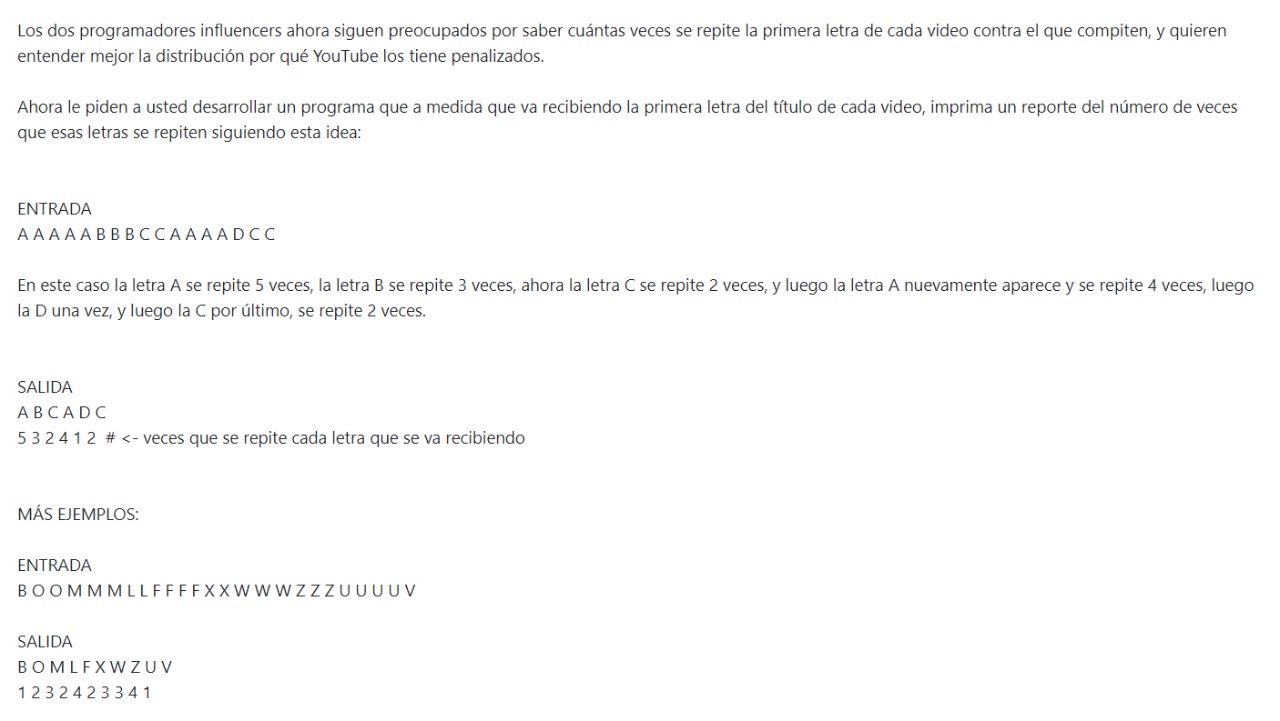 Los dos programadores influencers ahora siguen preocupados por saber cuántas veces se repite la primera letra de cada video contra el que compiten, y quieren
entender mejor la distribución por qué YouTube los tiene penalizados.
Ahora le piden a usted desarrollar un programa que a medida que va recibiendo la primera letra del título de cada video, imprima un reporte del número de veces
que esas letras se repiten siguiendo esta idea:
ENTRADA
A A A A A B B B C C A A A A D C C
En este caso la letra A se repite 5 veces, la letra B se repite 3 veces, ahora la letra C se repite 2 veces, y luego la letra A nuevamente aparece y se repite 4 veces, luego
la D una vez, y luego la C por último, se repite 2 veces.
SALIDA
A B C A D C
5 3 2 4 1 2 # <- veces que se repite cada letra que se va recibiendo
MÁS EJEMPLOS:
ENTRADA
B O O M M M L L F F F F X X W W W Z Z Z U U U U V
SALIDA
B O M L F X W Z U V
1 2 3 2 4 2 3 3 4 1